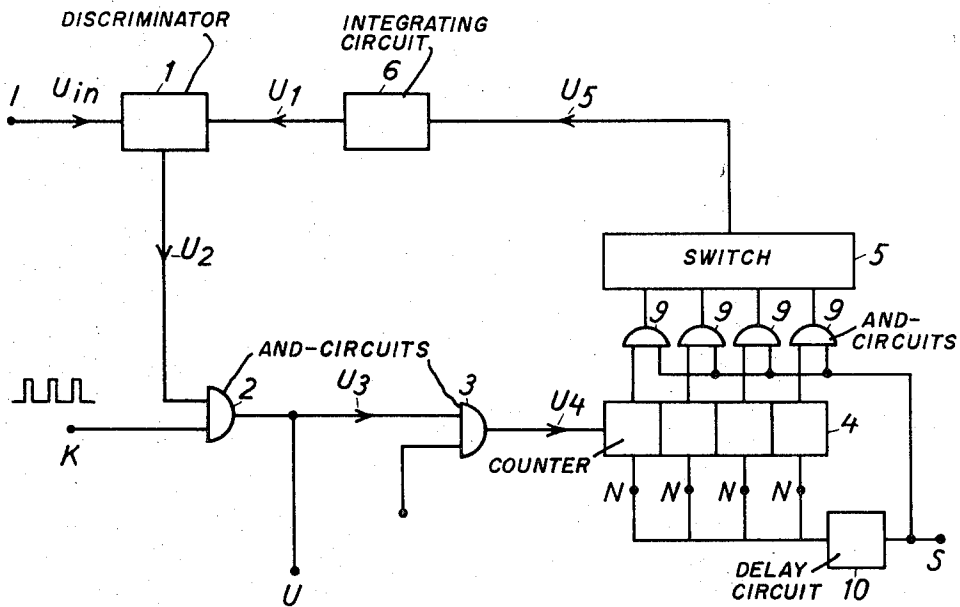 DISCRIMINATOR
INTEGRATING
CIRCUIT
1
6
I
Uin
U1
U5
U2
SWITCH
5
9
9
9
9
AND-
CIRCUITS
AND-CIRCUITS
2
U3
3
U4
4
K
COUNTER
N
N
N
N
U
DELAY
CIRCUIT
10
S